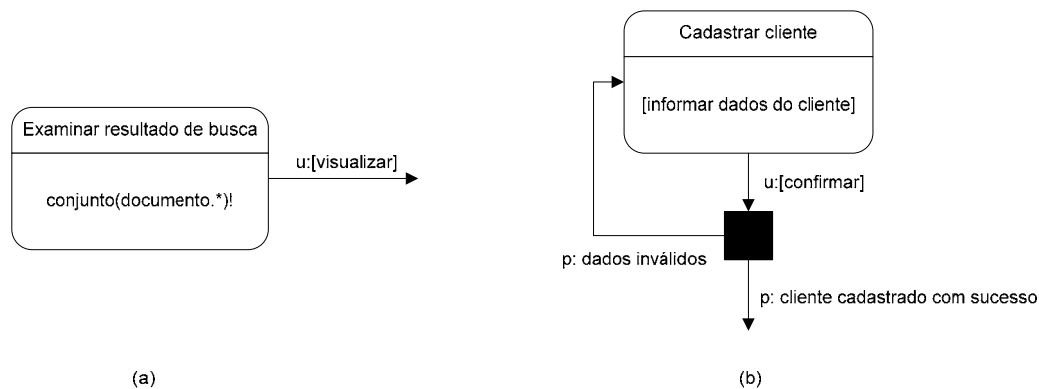 Examinar resultado de busca
conjunto(documento.*)!
u:[visualizar]
(a)
Cadastrar cliente
[informar dados do cliente]
u:[confirmar]
p: dados inválidos
p: cliente cadastrado com sucesso
(b)